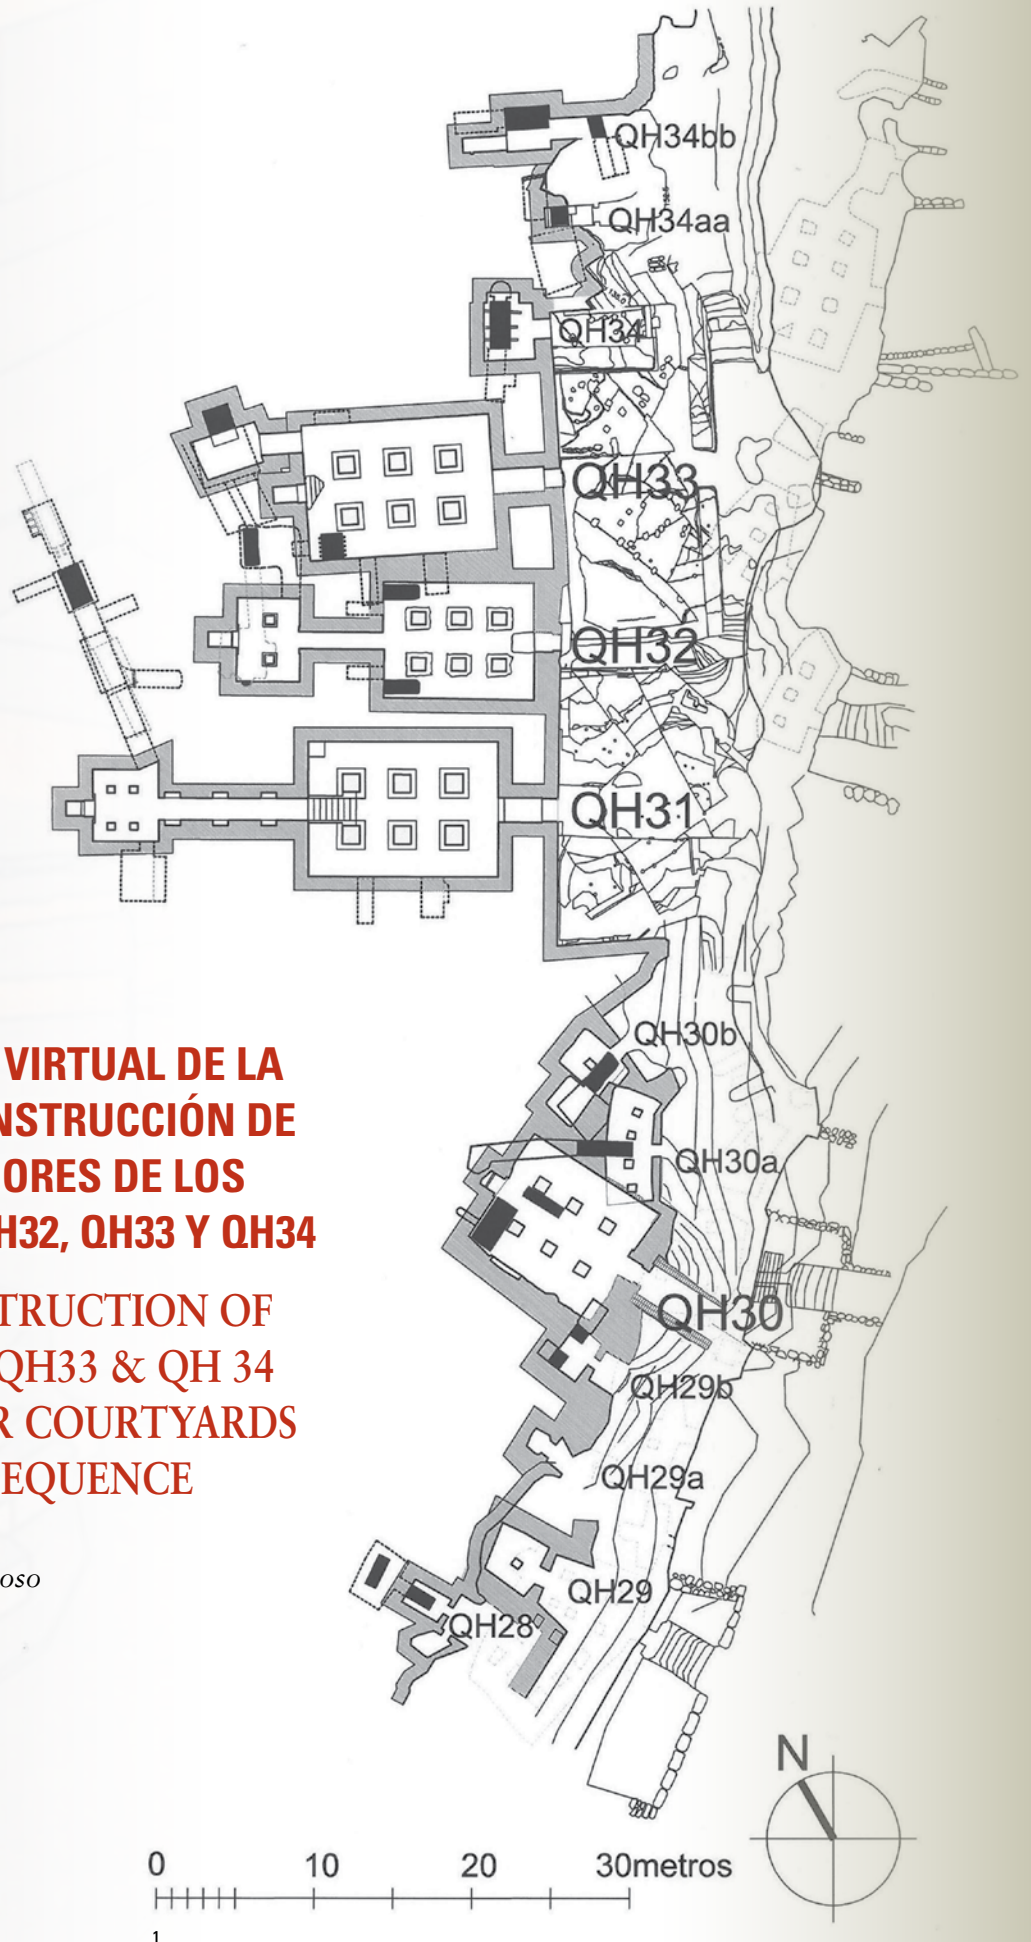 QH34bb
QH34aa
QH34
QH33
QH32
QH31
QH30b
QH30a
QH30
QH29b
QH29a
QH29
QH28
VIRTUAL DE LA
NSTRUCCIÓN DE
ORES DE LOS
H32, QH33 Y QH34
TRUCTION OF
QH33 & QH 34
R COURTYARDS
EQUENCE
oso
N
0 10 20 30metros
1